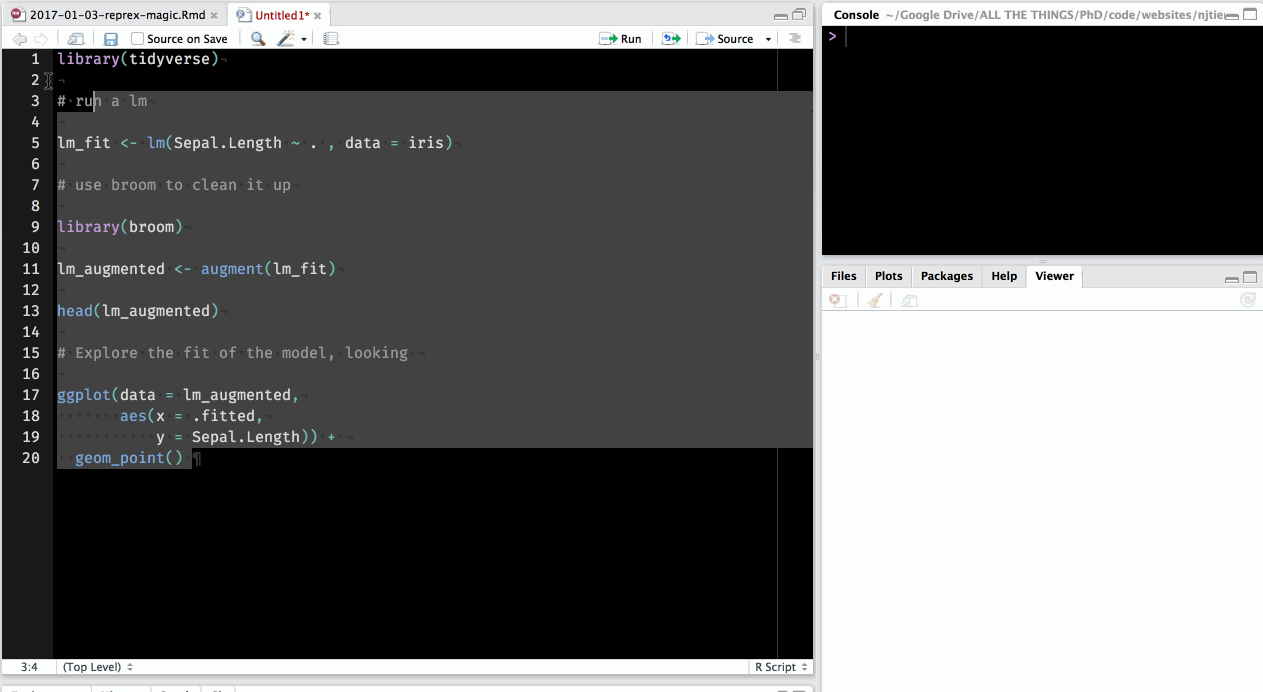 2017-01-03-reprex-magic.Rmd
Untitled1*
Source on Save
Run
Source
1 library(tidyverse)
2
3 # run a lm
4
5 lm_fit <- lm(Sepal.Length ~ . , data = iris)
6
7 # use broom to clean it up
8
9 library(broom)
10
11 lm_augmented <- augment(lm_fit)
12
13 head(lm_augmented)
14
15 # Explore the fit of the model, looking
16
17 ggplot(data = lm_augmented,
18        aes(x = .fitted,
19            y = Sepal.Length)) +
20   geom_point()
3:4 (Top Level) R Script
Console ~/Google Drive/ALL THE THINGS/PhD/code/websites/njtie
>
Files Plots Packages Help Viewer